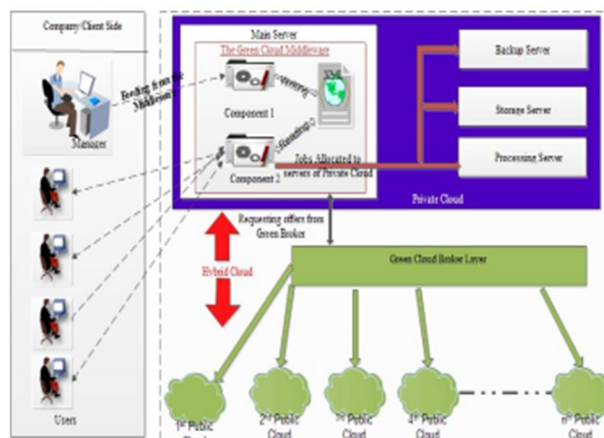 Company Client Side
Manager
Users
Feeding from the
Middleware
Main Server
The Green Cloud Middleware
Component 1
Writing
XML
Reading
Component 2
Jobs Allocated to
servers of Private Cloud
Backup Server
Storage Server
Processing Server
Private Cloud
Requesting offers from
Green Broker
Hybrid Cloud
Green Cloud Broker Layer
1st Public
2nd Public
Cloud
3rd Public
Cloud
4th Public
Cloud
nth Public
Cloud